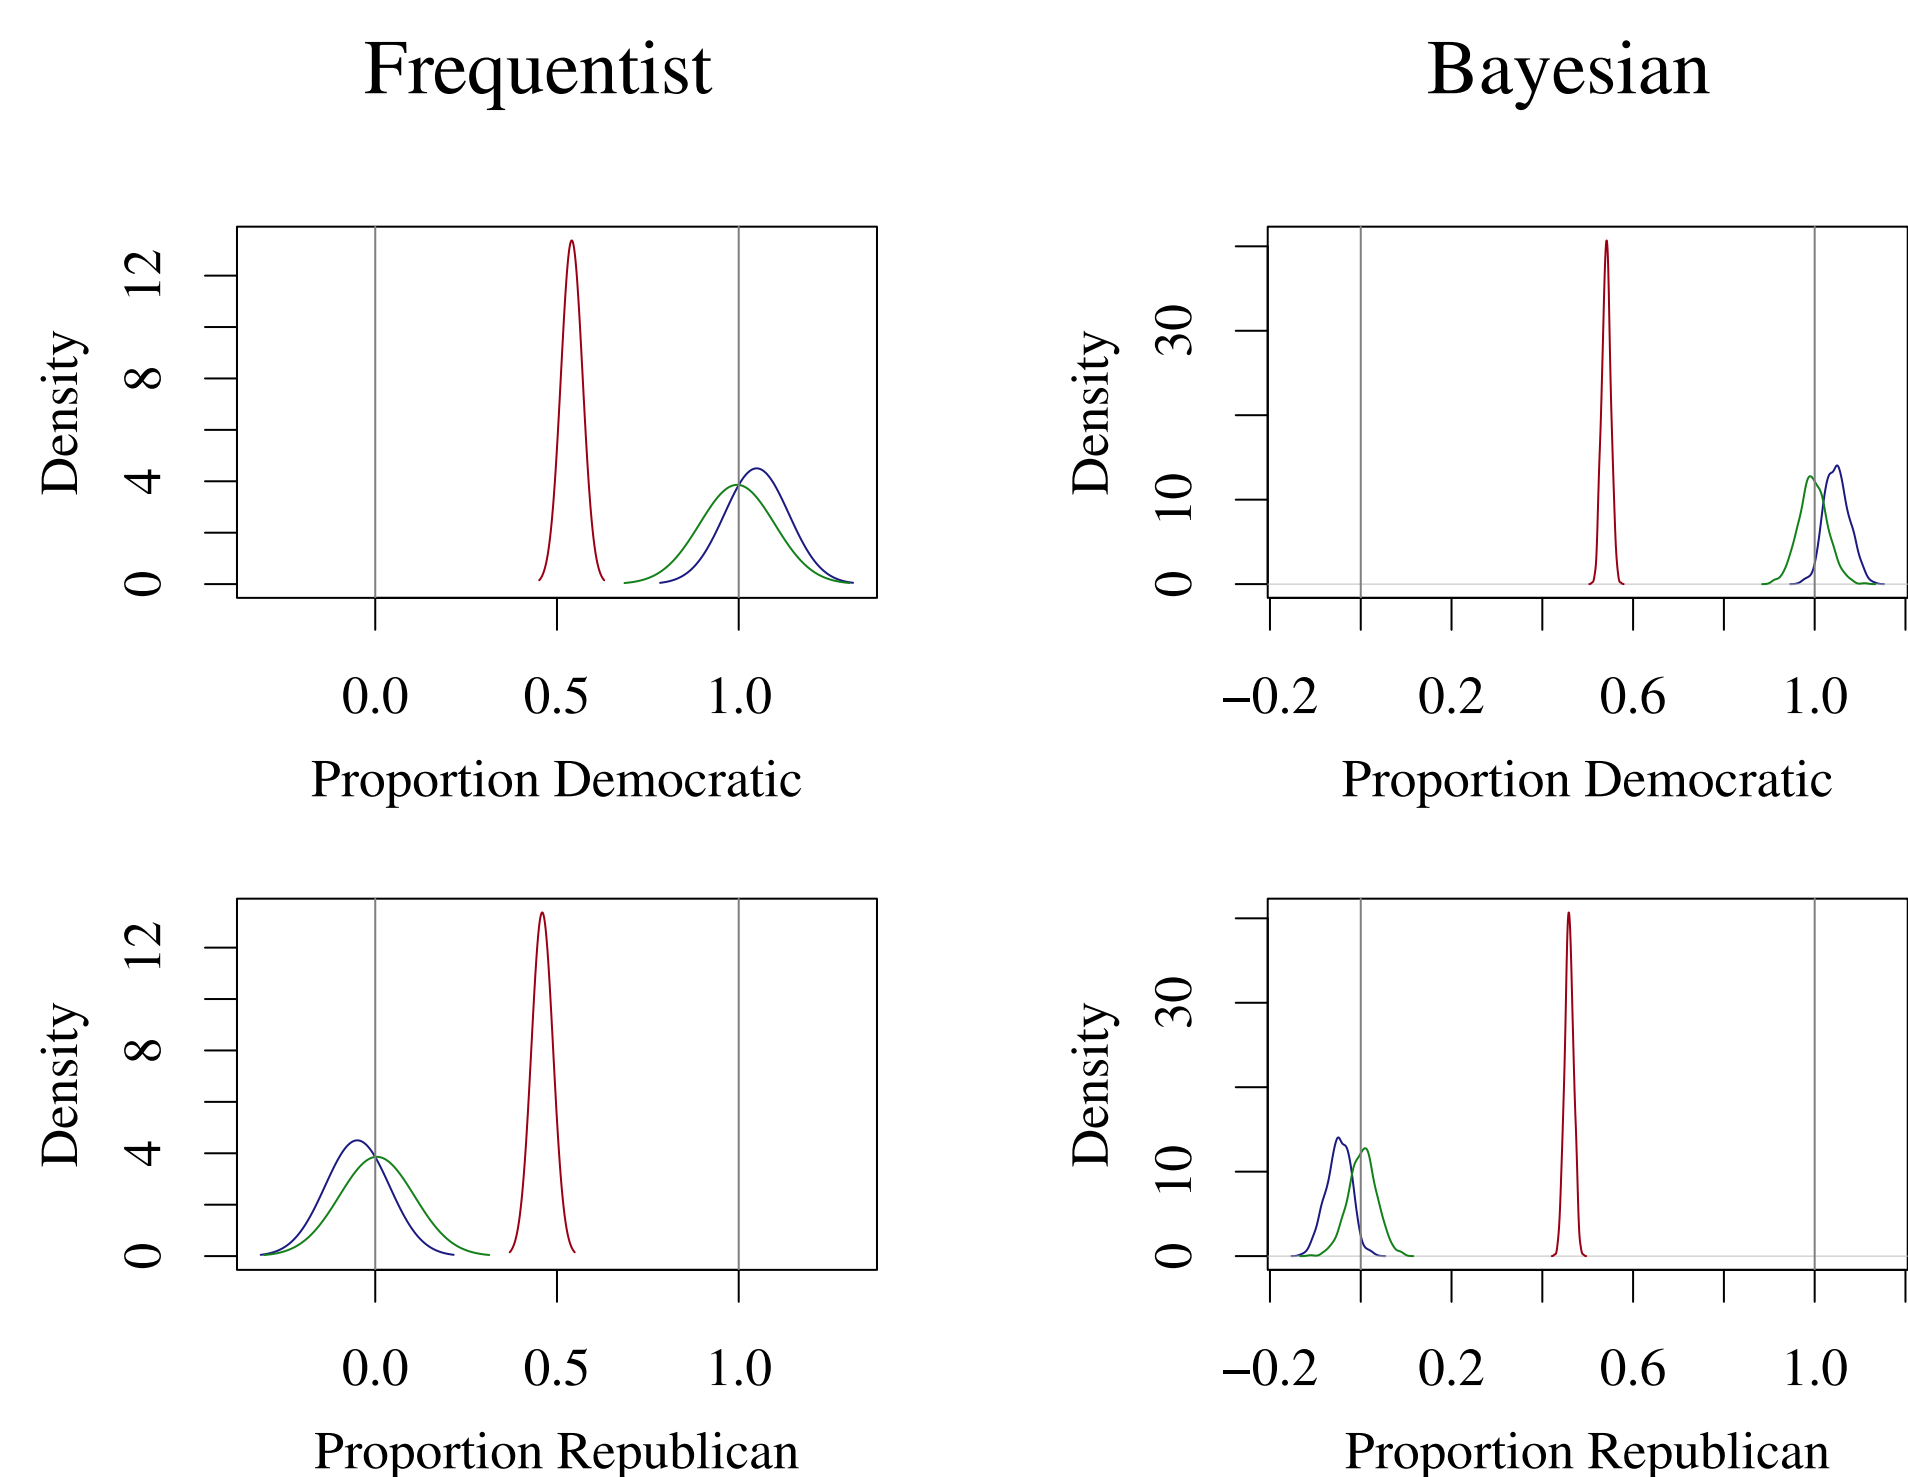 Frequentist
Bayesian
Density
0 4 8 12
0.0 0.5 1.0
Proportion Democratic
Density
0 10 30
−0.2 0.2 0.6 1.0
Proportion Democratic
Density
0 4 8 12
0.0 0.5 1.0
Proportion Republican
Density
0 10 30
−0.2 0.2 0.6 1.0
Proportion Republican